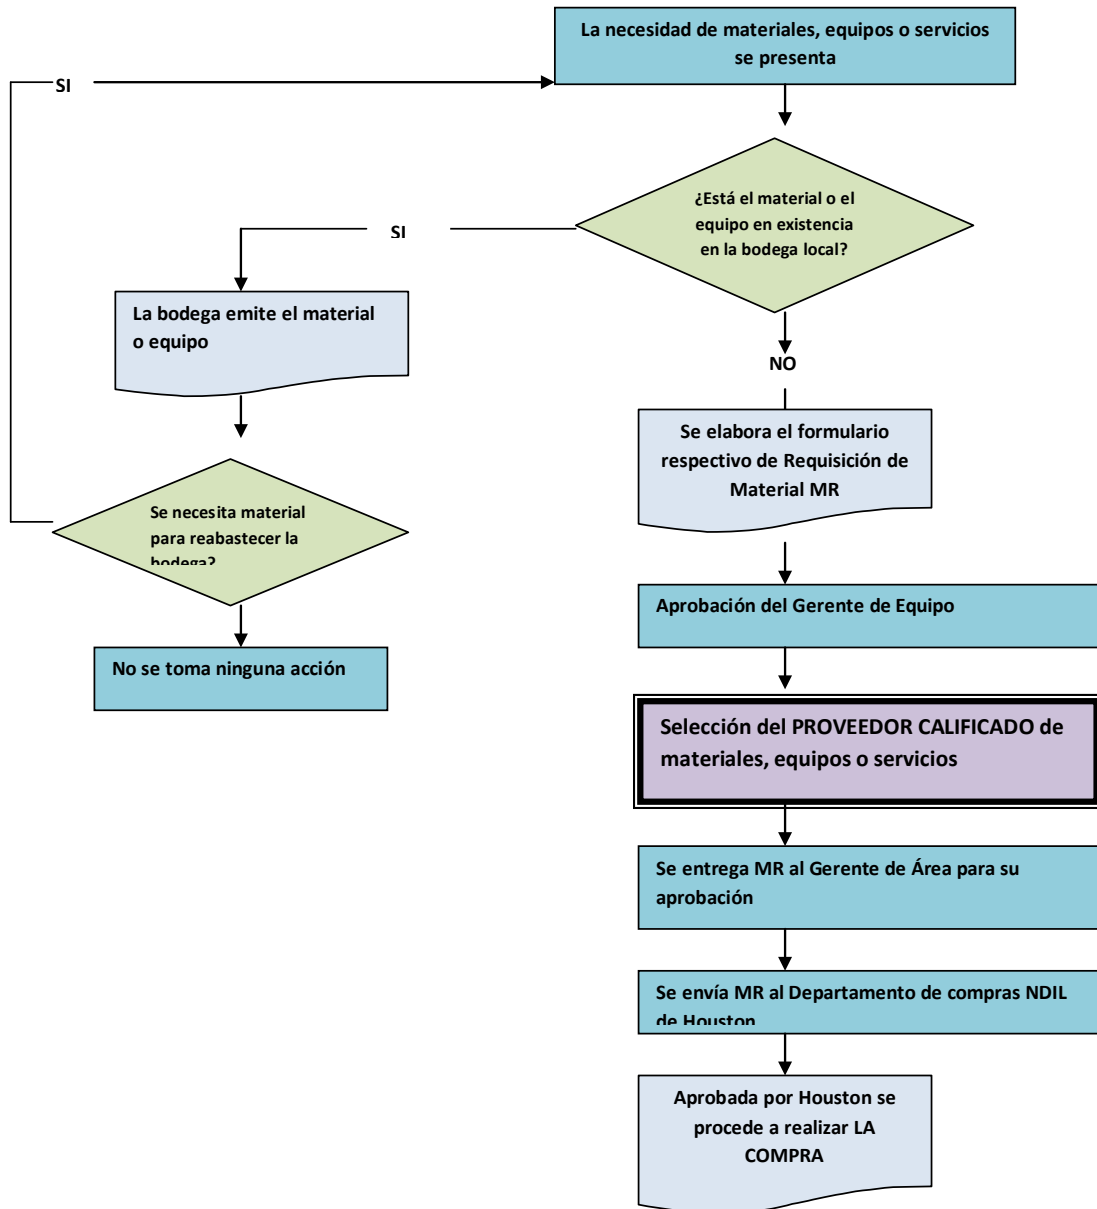 La necesidad de materiales, equipos o servicios
se presenta
SI
¿Está el material o el
equipo en existencia
en la bodega local?
SI
La bodega emite el material
o equipo
NO
Se elabora el formulario
respectivo de Requisición de
Material MR
Se necesita material
para reabastecer la
bodega?
Aprobación del Gerente de Equipo
No se toma ninguna acción
Selección del PROVEEDOR CALIFICADO de
materiales, equipos o servicios
Se entrega MR al Gerente de Área para su
aprobación
Se envía MR al Departamento de compras NDIL
de Houston
Aprobada por Houston se
procede a realizar LA
COMPRA